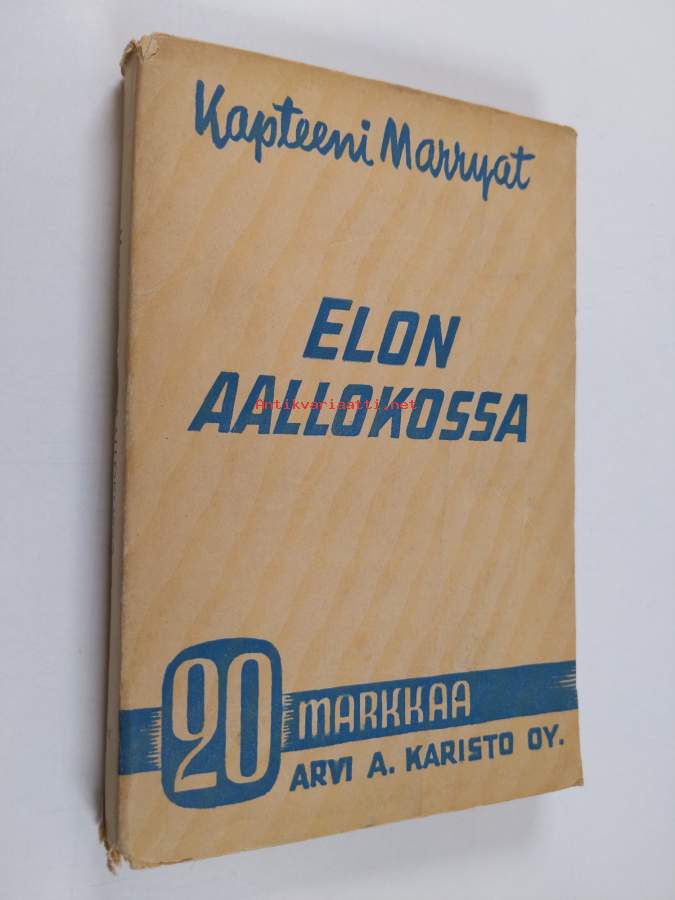 Kapteeni Marryat
ELON
AALLOKOSSA
Antikvariaatti.net
20 MARKKAA
ARVI A. KARISTO OY.